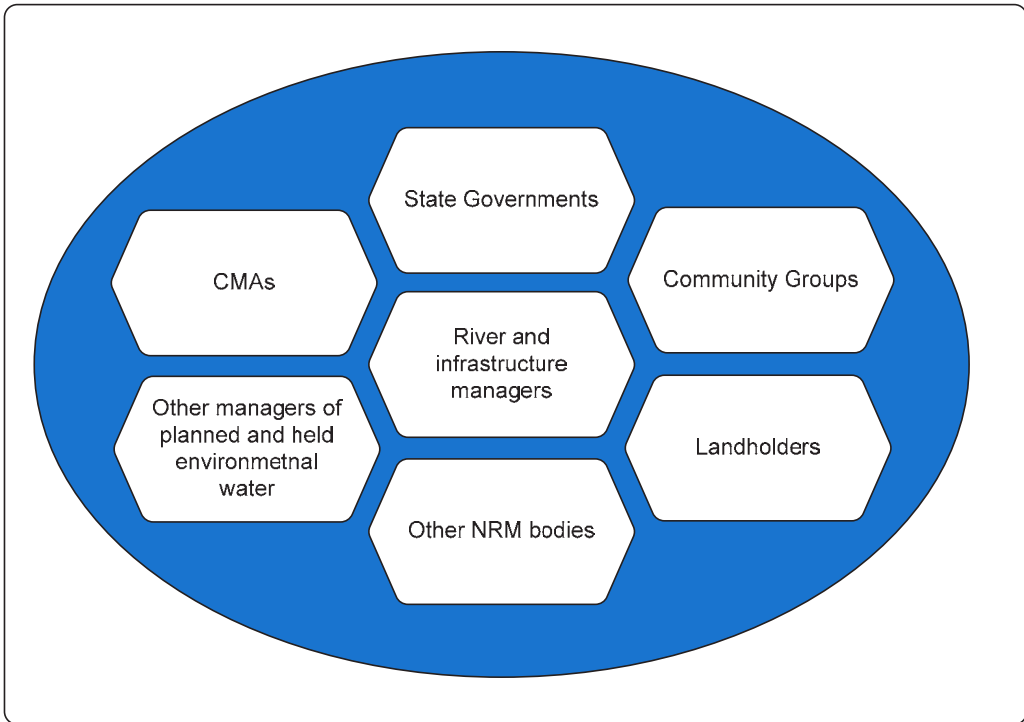 State Governments
CMAs
Community Groups
River and
infrastructure
managers
Other managers of
planned and held
environmetnal
water
Landholders
Other NRM bodies